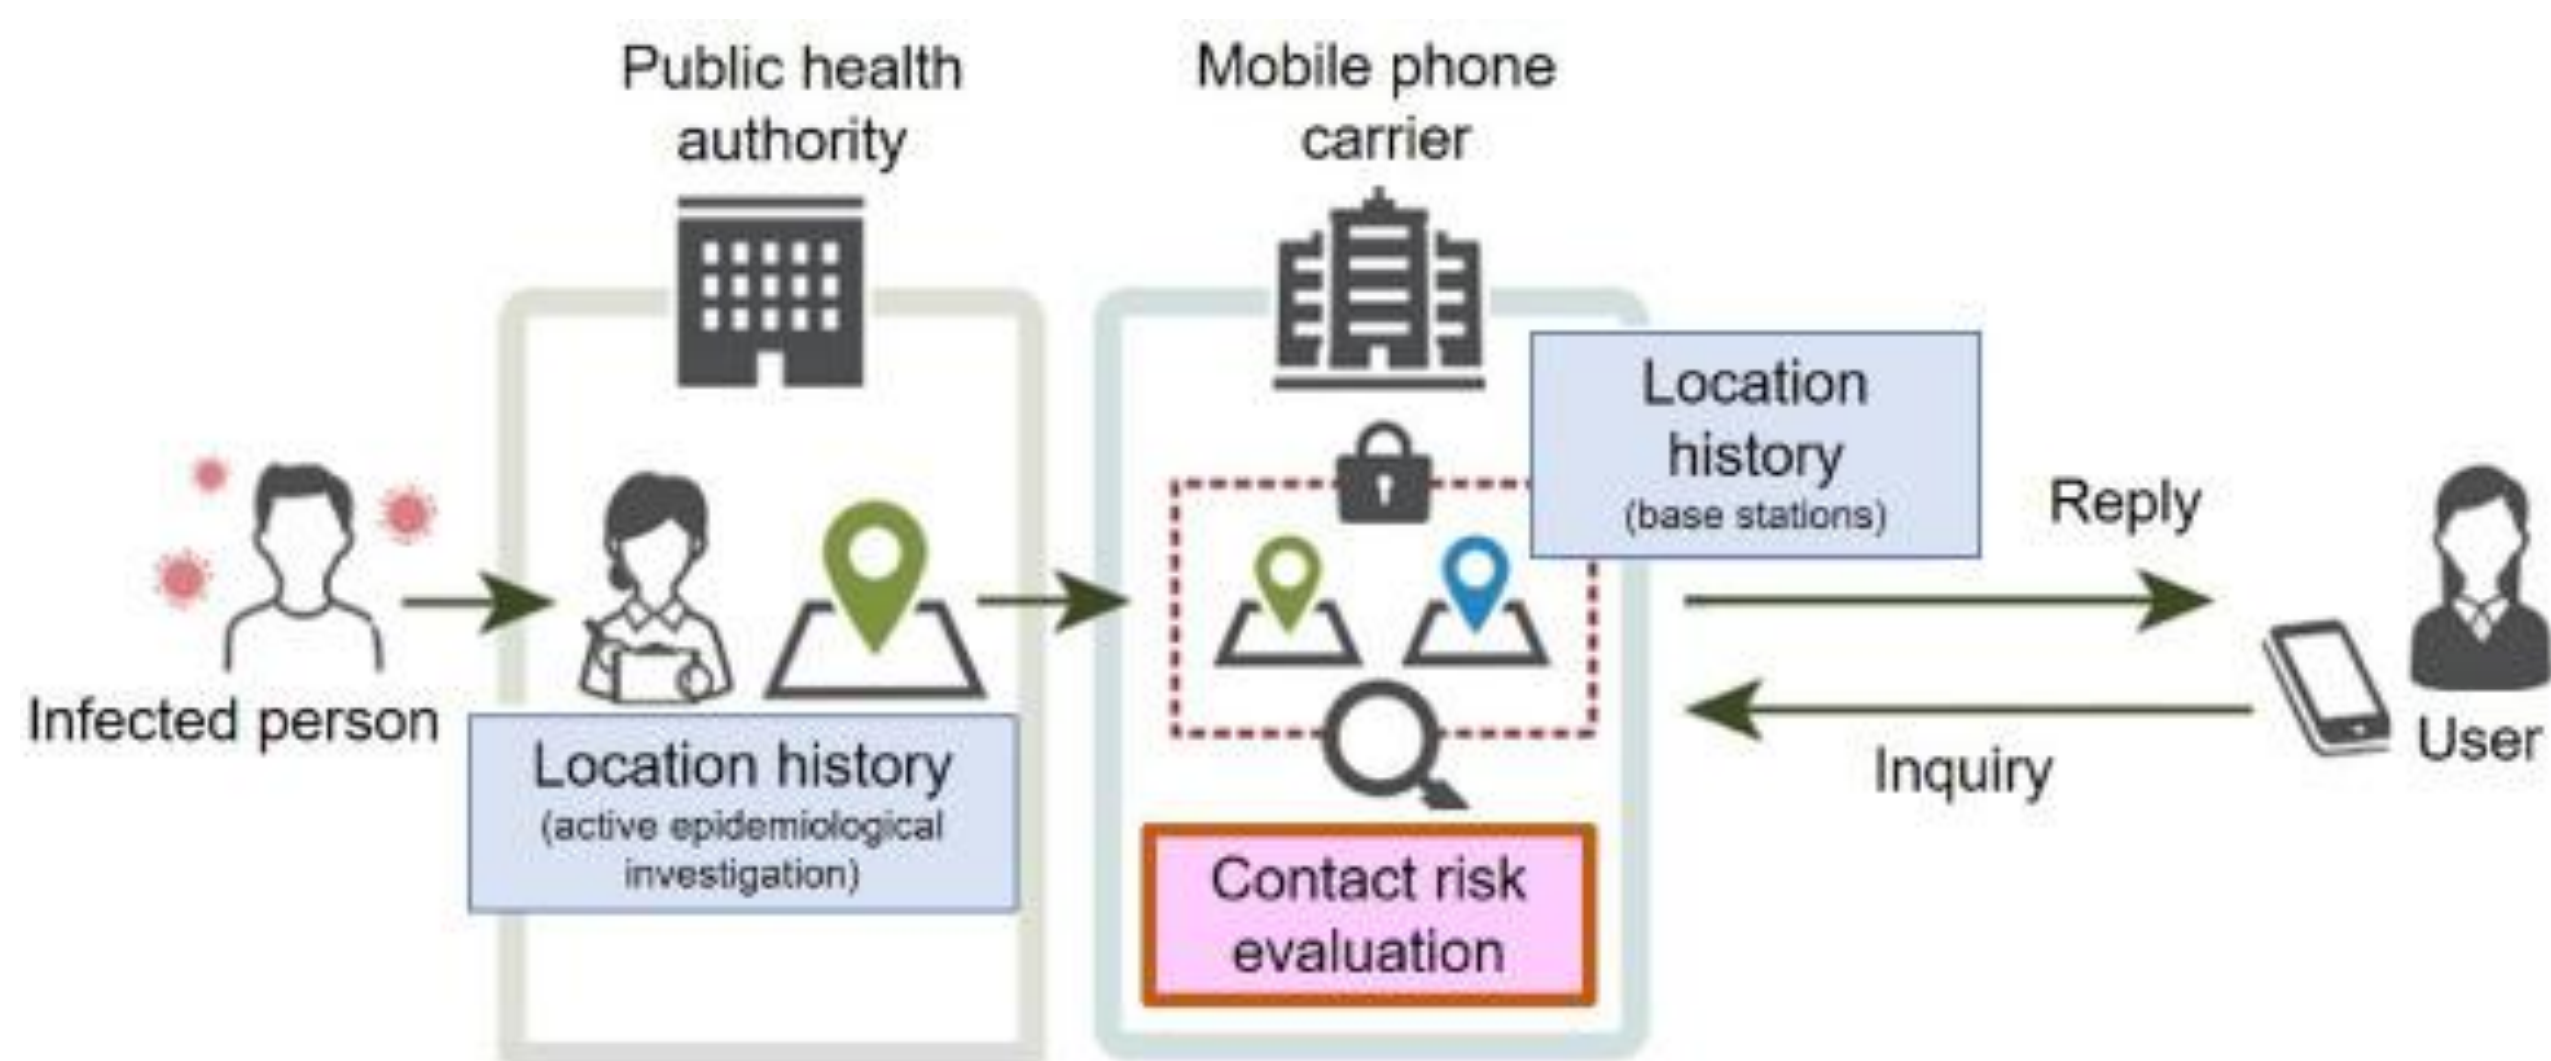 Public health
authority
Mobile phone
carrier
Location
history
(base stations)
Reply
Infected person
Location history
(active epidemiological
investigation)
User
Inquiry
Contact risk
evaluation